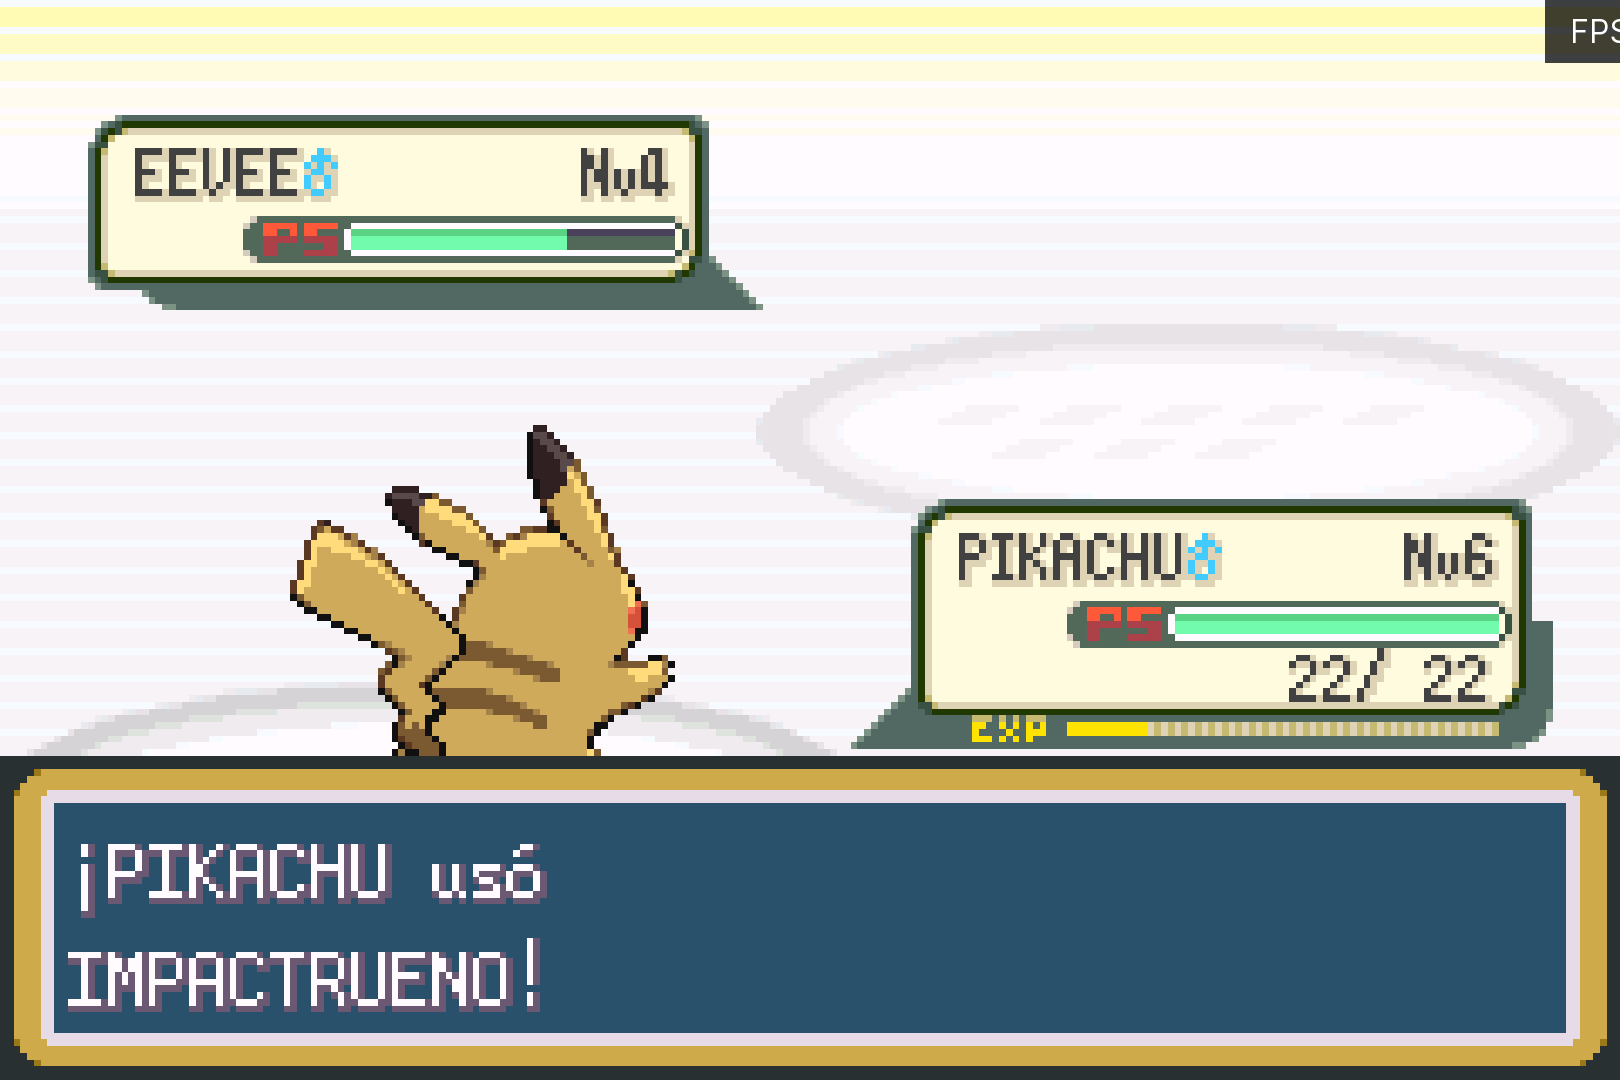 FPS
EEVEE♂ Nv4
PS
PIKACHU♂ Nv6
PS
22/ 22
EXP
¡PIKACHU usó
IMPACTRUENO!